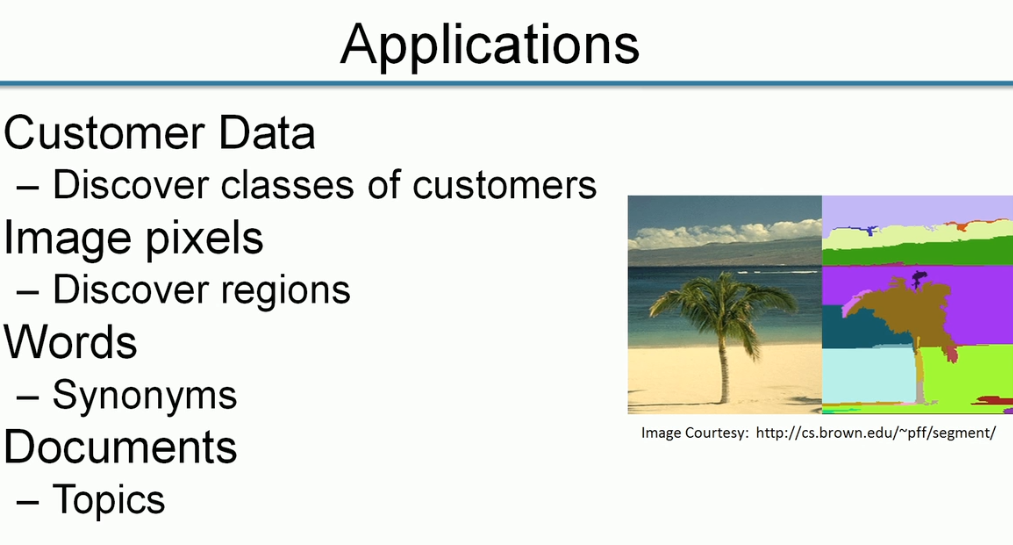 Applications
Customer Data
– Discover classes of customers
Image pixels
– Discover regions
Words
– Synonyms
Documents
– Topics
Image Courtesy: http://cs.brown.edu/~pff/segment/